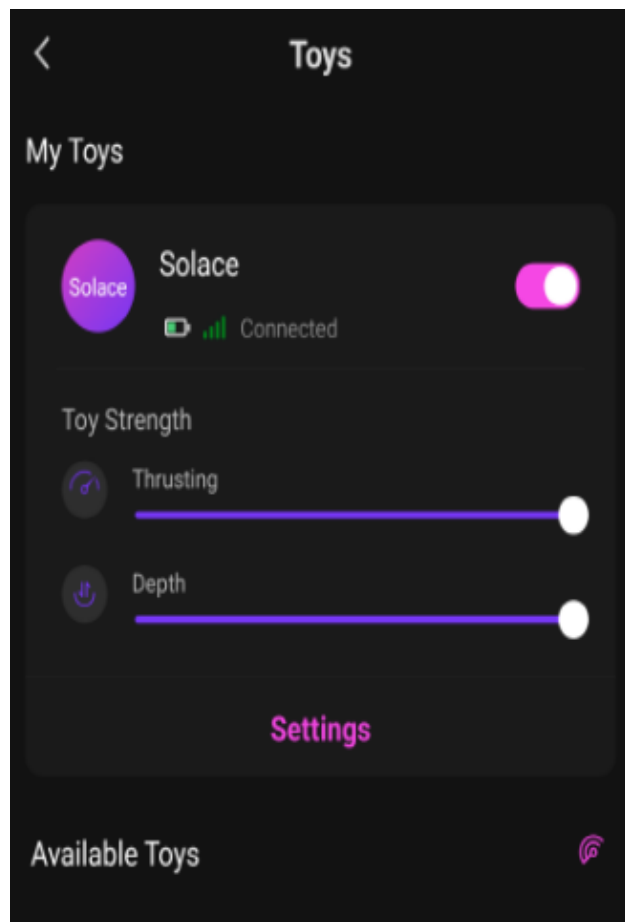 Toys
My Toys
Solace
Solace
Connected
Toy Strength
Thrusting
Depth
Settings
Available Toys